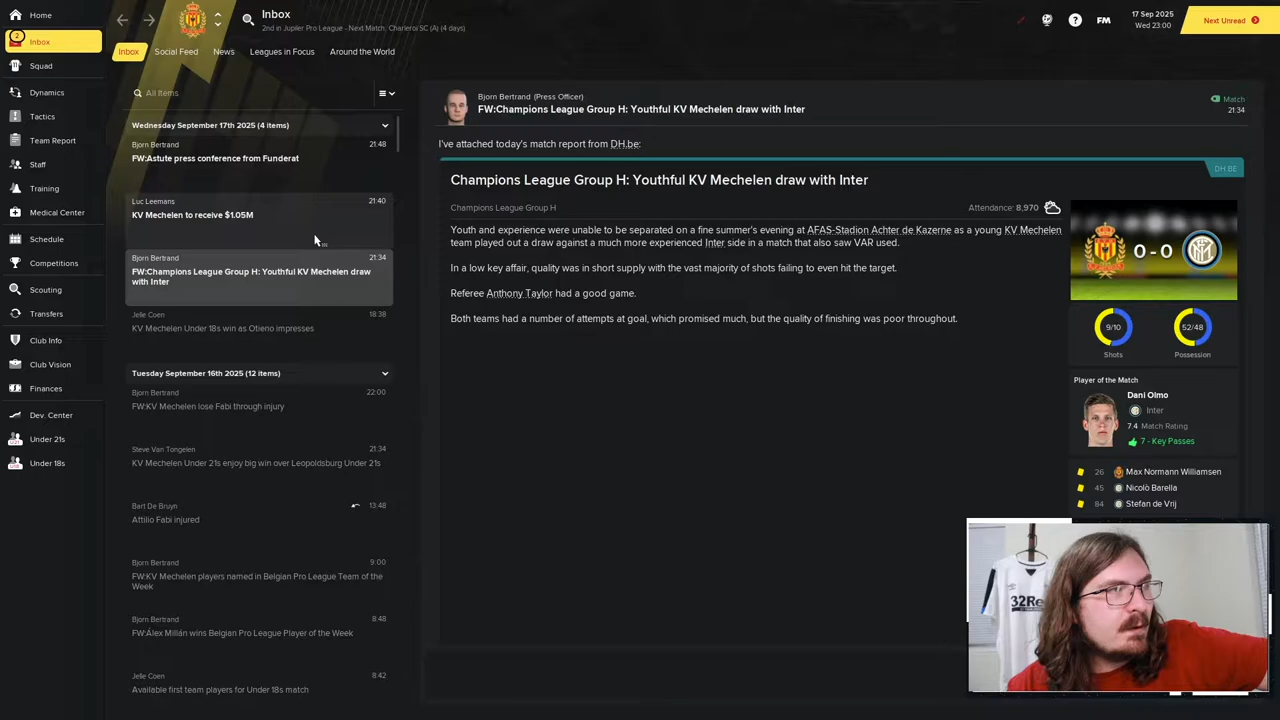 Home
2
Inbox
Squad
Dynamics
Tactics
Team Report
Staff
Training
Medical Center
Schedule
Competitions
Scouting
Transfers
Club Info
Club Vision
Finances
Dev. Center
Under 21s
Under 18s
Inbox
2nd in Jupiler Pro League - Next Match: Charleroi SC (A) (4 days)
?
FM
17 Sep 2025
Wed 23:00
Next Unread
Inbox
Social Feed
News
Leagues in Focus
Around the World
All Items
Wednesday September 17th 2025 (4 items)
Bjorn Bertrand 21:48
FW:Astute press conference from Funderat
Luc Leemans 21:40
KV Mechelen to receive $1.05M
Bjorn Bertrand 21:34
FW:Champions League Group H: Youthful KV Mechelen draw
with Inter
Jelle Coen 18:38
KV Mechelen Under 18s win as Otieno impresses
Tuesday September 16th 2025 (12 items)
Bjorn Bertrand 22:00
FW:KV Mechelen lose Fabi through injury
Steve Van Tongelen 21:34
KV Mechelen Under 21s enjoy big win over Leopoldsburg Under 21s
Bart De Bruyn 13:48
Attilio Fabi injured
Bjorn Bertrand 9:00
FW:KV Mechelen players named in Belgian Pro League Team of the
Week
Bjorn Bertrand 8:48
FW:Álex Millán wins Belgian Pro League Player of the Week
Jelle Coen 8:42
Available first team players for Under 18s match
Bjorn Bertrand (Press Officer)
FW:Champions League Group H: Youthful KV Mechelen draw with Inter
Match
21:34
I've attached today's match report from DH.be:
DH.BE
Champions League Group H: Youthful KV Mechelen draw with Inter
Champions League Group H
Attendance: 8,970
Youth and experience were unable to be separated on a fine summer's evening at AFAS-Stadion Achter de Kazerne as a young KV Mechelen
team played out a draw against a much more experienced Inter side in a match that also saw VAR used.
In a low key affair, quality was in short supply with the vast majority of shots failing to even hit the target.
Referee Anthony Taylor had a good game.
Both teams had a number of attempts at goal, which promised much, but the quality of finishing was poor throughout.
0 - 0
9/10
52/48
Shots
Possession
Player of the Match
Dani Olmo
Inter
7.4 Match Rating
7 - Key Passes
26 Max Normann Williamsen
45 Nicolò Barella
84 Stefan de Vrij
32Re